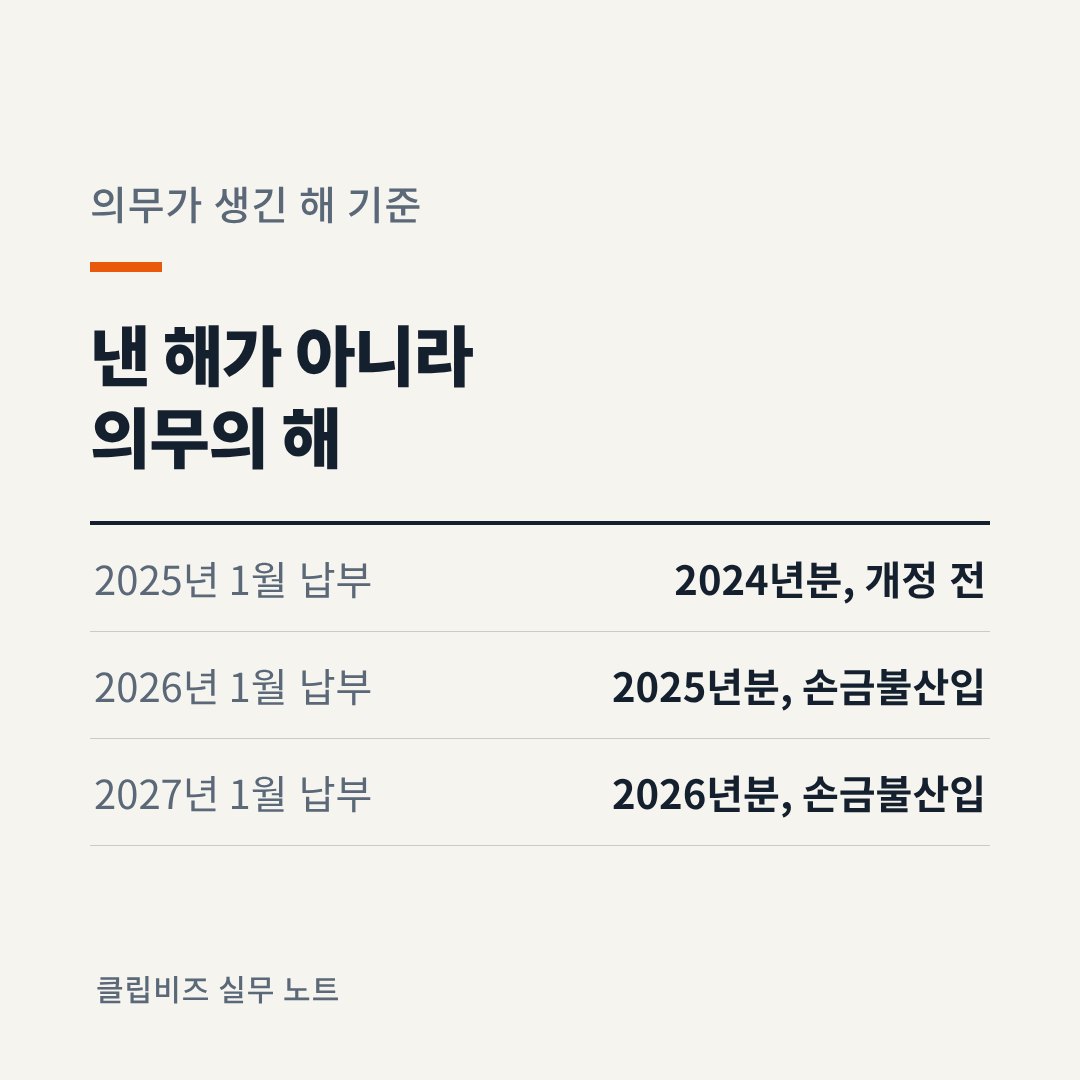 의무가 생긴 해 기준
낸 해가 아니라
의무의 해
2025년 1월 납부 2024년분, 개정 전
2026년 1월 납부 2025년분, 손금불산입
2027년 1월 납부 2026년분, 손금불산입
클립비즈 실무 노트